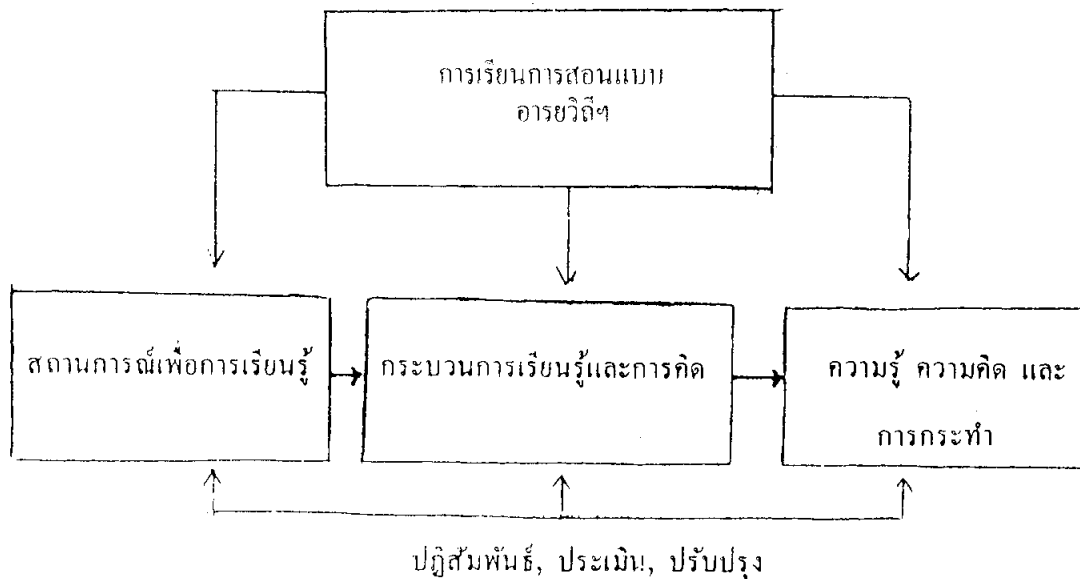 การเรียนการสอนแบบ
อารยวิถีฯ
สถานการณ์เพื่อการเรียนรู้
กระบวนการเรียนรู้และการคิด
ความรู้ ความคิด และ
การกระทำ
ปฏิสัมพันธ์, ประเมิน, ปรับปรุง